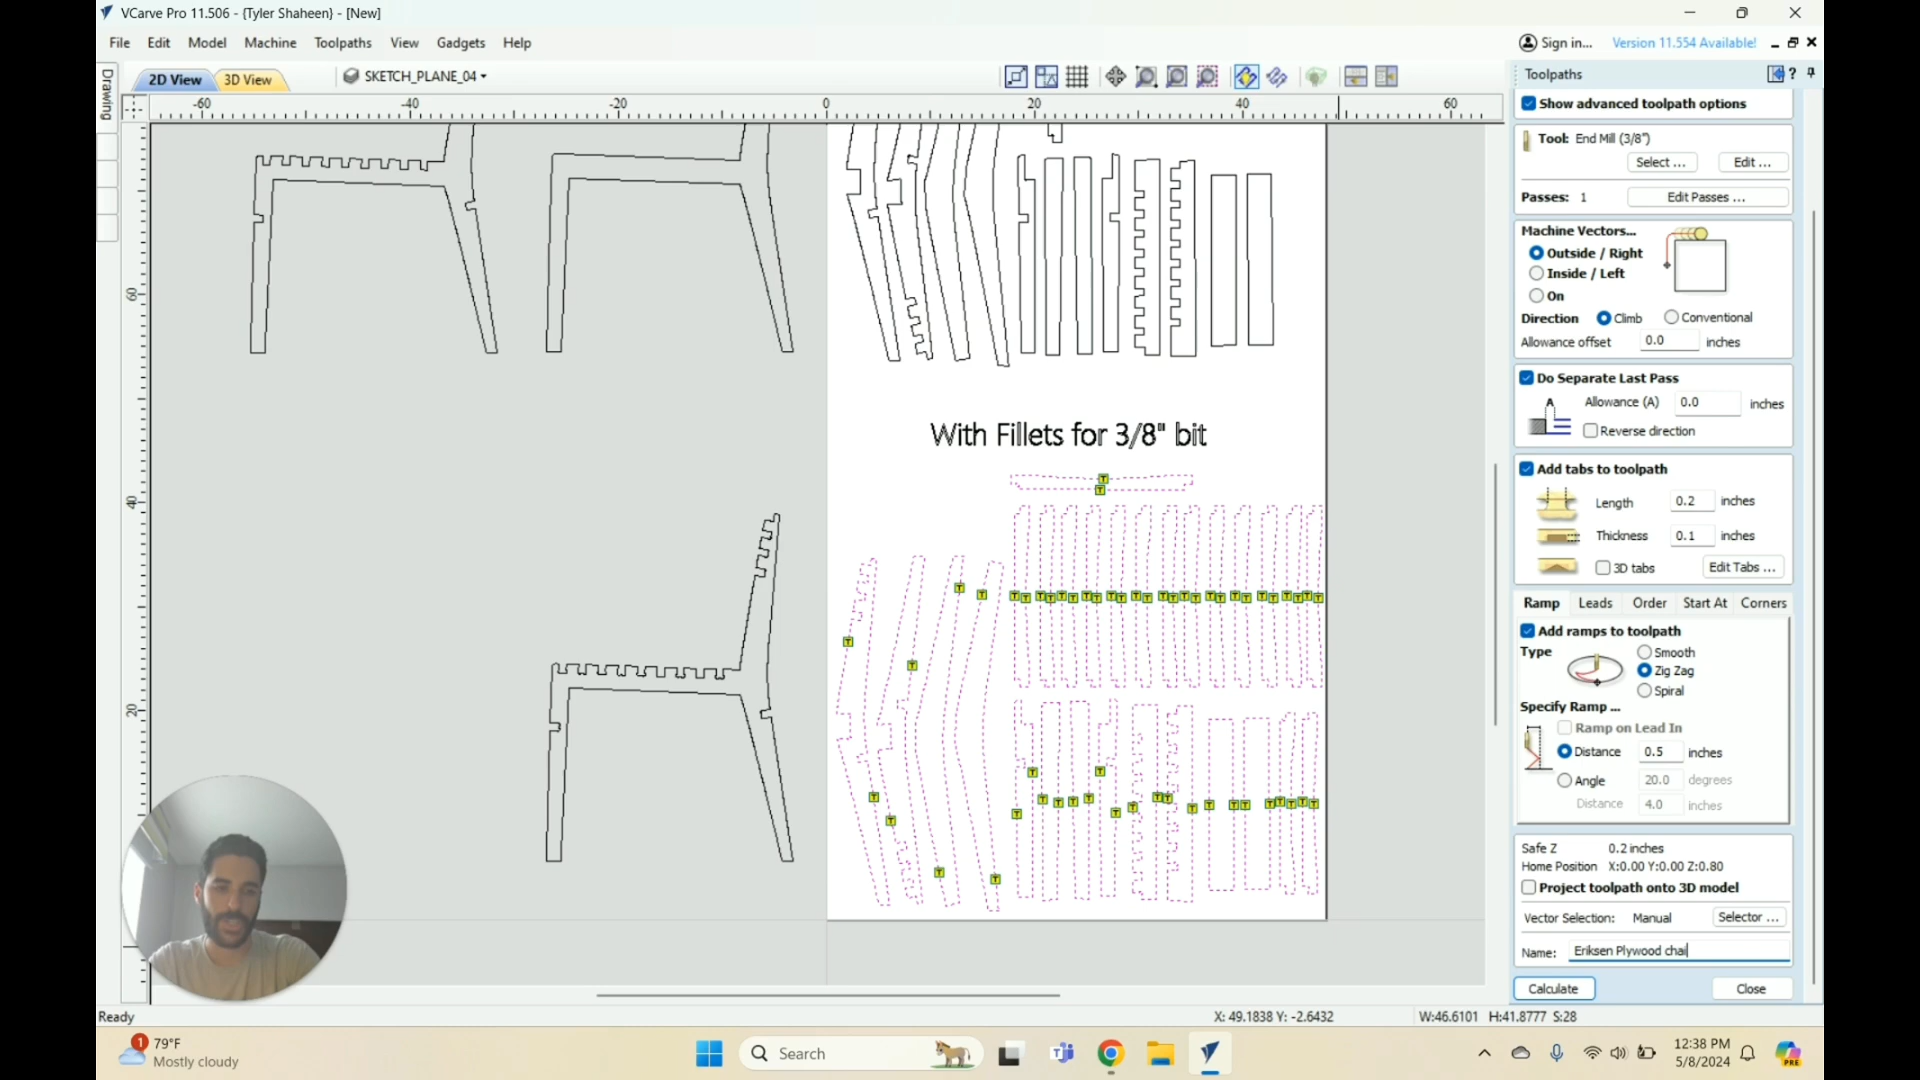 VCarve Pro 11.506 - {Tyler Shaheen} - [New]
File Edit Model Machine Toolpaths View Gadgets Help
Sign in... Version 11.554 Available!
Drawing
2D View 3D View SKETCH_PLANE_04
-60 -40 -20 0 20 40 60
60
40
20
With Fillets for 3/8" bit
Toolpaths
Show advanced toolpath options
Tool: End Mill (3/8")
Select ... Edit ...
Passes: 1 Edit Passes ...
Machine Vectors...
Outside / Right
Inside / Left
On
Direction Climb Conventional
Allowance offset 0.0 inches
Do Separate Last Pass
A
Allowance (A) 0.0 inches
Reverse direction
Add tabs to toolpath
Length 0.2 inches
Thickness 0.1 inches
3D tabs Edit Tabs ...
Ramp Leads Order Start At Corners
Add ramps to toolpath
Type Smooth
Zig Zag
Spiral
Specify Ramp ...
Ramp on Lead In
Distance 0.5 inches
Angle 20.0 degrees
Distance 4.0 inches
Safe Z 0.2 inches
Home Position X:0.00 Y:0.00 Z:0.80
Project toolpath onto 3D model
Vector Selection: Manual Selector ...
Name: Eriksen Plywood chai
Calculate Close
Ready X: 49.1838 Y: -2.6432 W:46.6101 H:41.8777 S:28
1 79°F
Mostly cloudy
Search
12:38 PM
5/8/2024
PRE